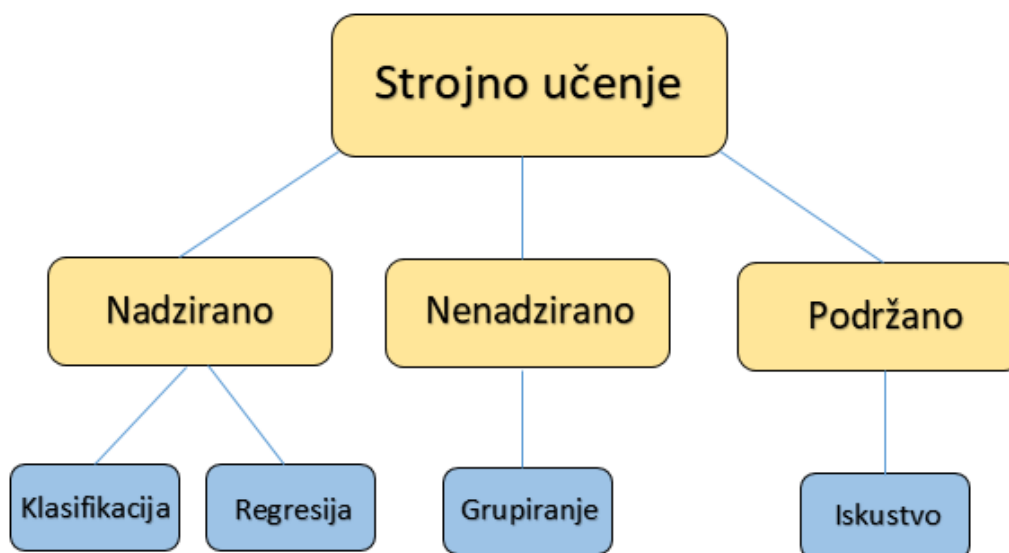 Strojno učenje
Nadzirano
Nenadzirano
Podržano
Klasifikacija
Regresija
Grupiranje
Iskustvo